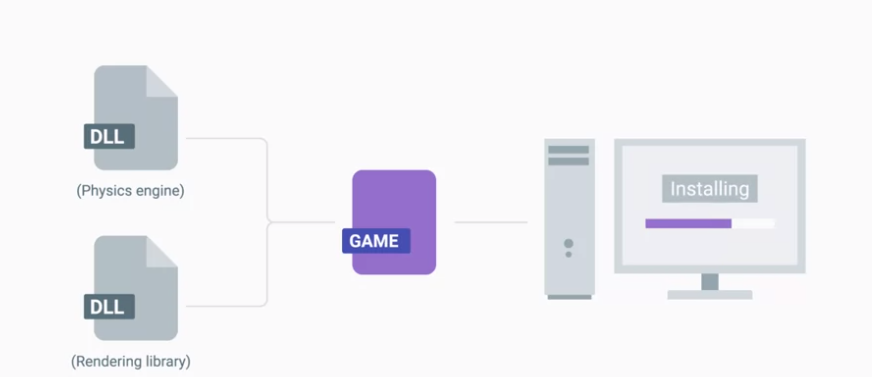 DLL
(Physics engine)
DLL
(Rendering library)
GAME
Installing